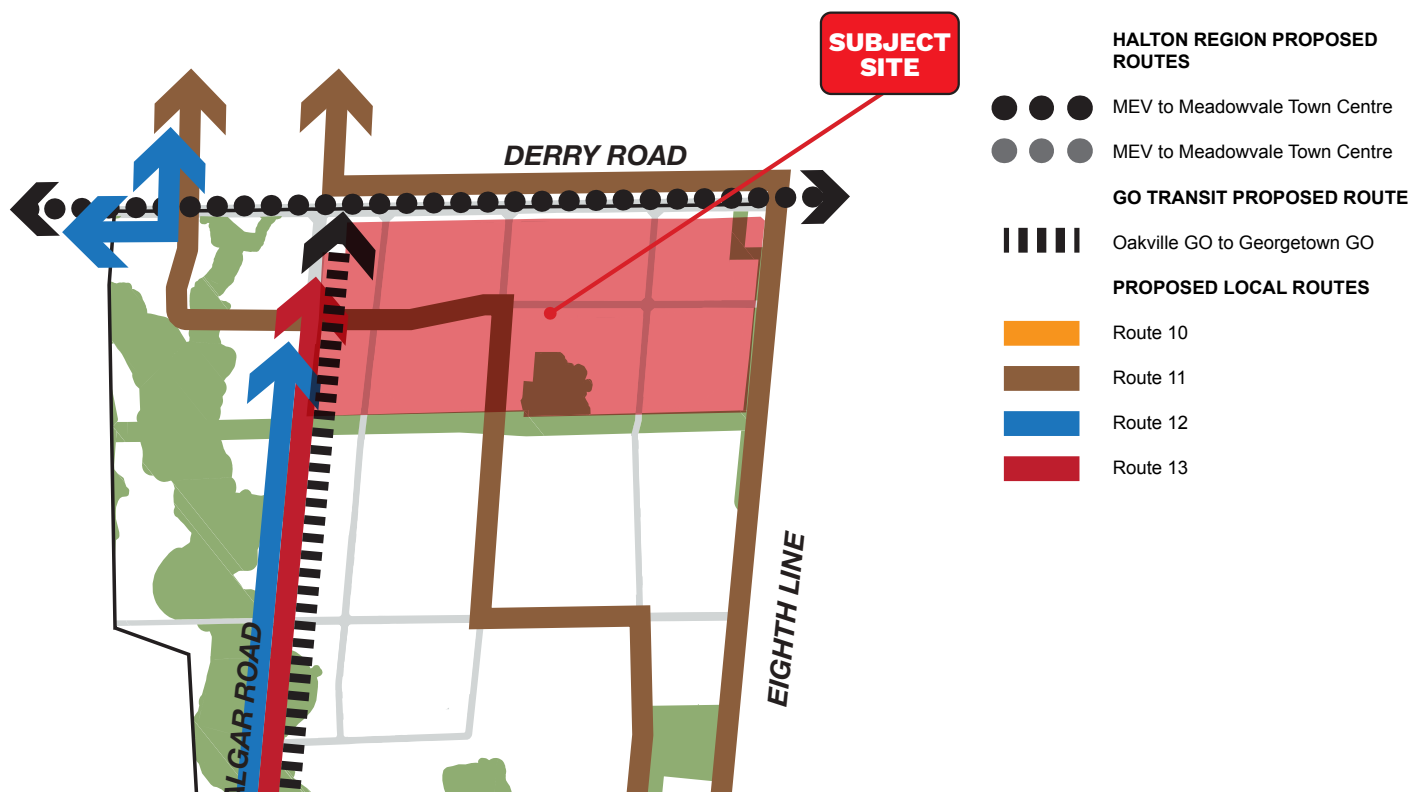 SUBJECT
SITE
DERRY ROAD
EIGHTH LINE
ALGAR ROAD
HALTON REGION PROPOSED
ROUTES
MEV to Meadowvale Town Centre
MEV to Meadowvale Town Centre
GO TRANSIT PROPOSED ROUTE
Oakville GO to Georgetown GO
PROPOSED LOCAL ROUTES
Route 10
Route 11
Route 12
Route 13